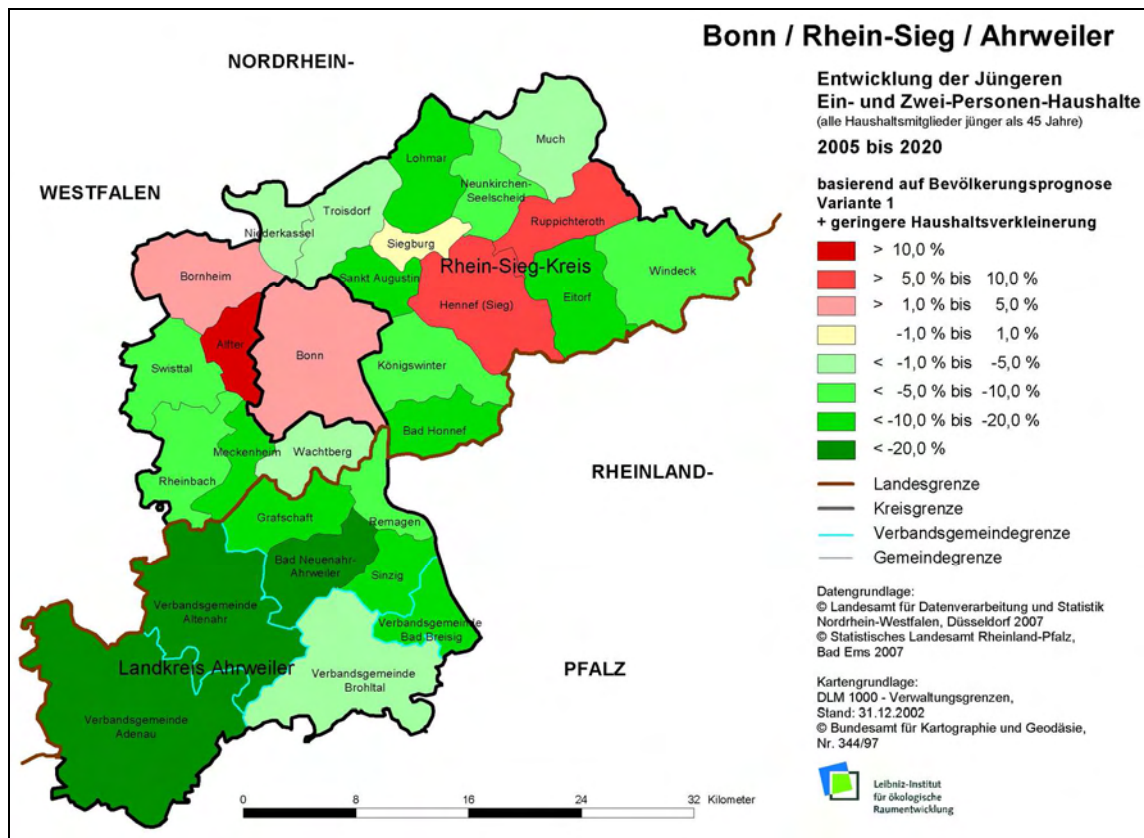 Bonn / Rhein-Sieg / Ahrweiler
Entwicklung der Jüngeren
Ein- und Zwei-Personen-Haushalte
(alle Haushaltsmitglieder jünger als 45 Jahre)
2005 bis 2020
basierend auf Bevölkerungsprognose
Variante 1
+ geringere Haushaltsverkleinerung
> 10,0 %
> 5,0 % bis 10,0 %
> 1,0 % bis 5,0 %
-1,0 % bis 1,0 %
< -1,0 % bis -5,0 %
< -5,0 % bis -10,0 %
< -10,0 % bis -20,0 %
< -20,0 %
Landesgrenze
Kreisgrenze
Verbandsgemeindegrenze
Gemeindegrenze
Datengrundlage:
© Landesamt für Datenverarbeitung und Statistik
Nordrhein-Westfalen, Düsseldorf 2007
© Statistisches Landesamt Rheinland-Pfalz,
Bad Ems 2007
Kartengrundlage:
DLM 1000 - Verwaltungsgrenzen,
Stand: 31.12.2002
© Bundesamt für Kartographie und Geodäsie,
Nr. 344/97
Leibniz-Institut
für ökologische
Raumentwicklung
NORDRHEIN-
WESTFALEN
RHEINLAND-
PFALZ
Much
Lohmar
Neunkirchen-
Seelscheid
Troisdorf
Ruppichteroth
Niederkassel
Siegburg
Rhein-Sieg-Kreis
Windeck
Bornheim
Sankt Augustin
Eitorf
Hennef (Sieg)
Alfter
Bonn
Königswinter
Swisttal
Bad Honnef
Meckenheim
Wachtberg
Rheinbach
Grafschaft
Remagen
Bad Neuenahr-
Ahrweiler
Sinzig
Verbandsgemeinde
Altenahr
Verbandsgemeinde
Bad Breisig
Landkreis Ahrweiler
Verbandsgemeinde
Brohltal
Verbandsgemeinde
Adenau
0 8 16 24 32 Kilometer